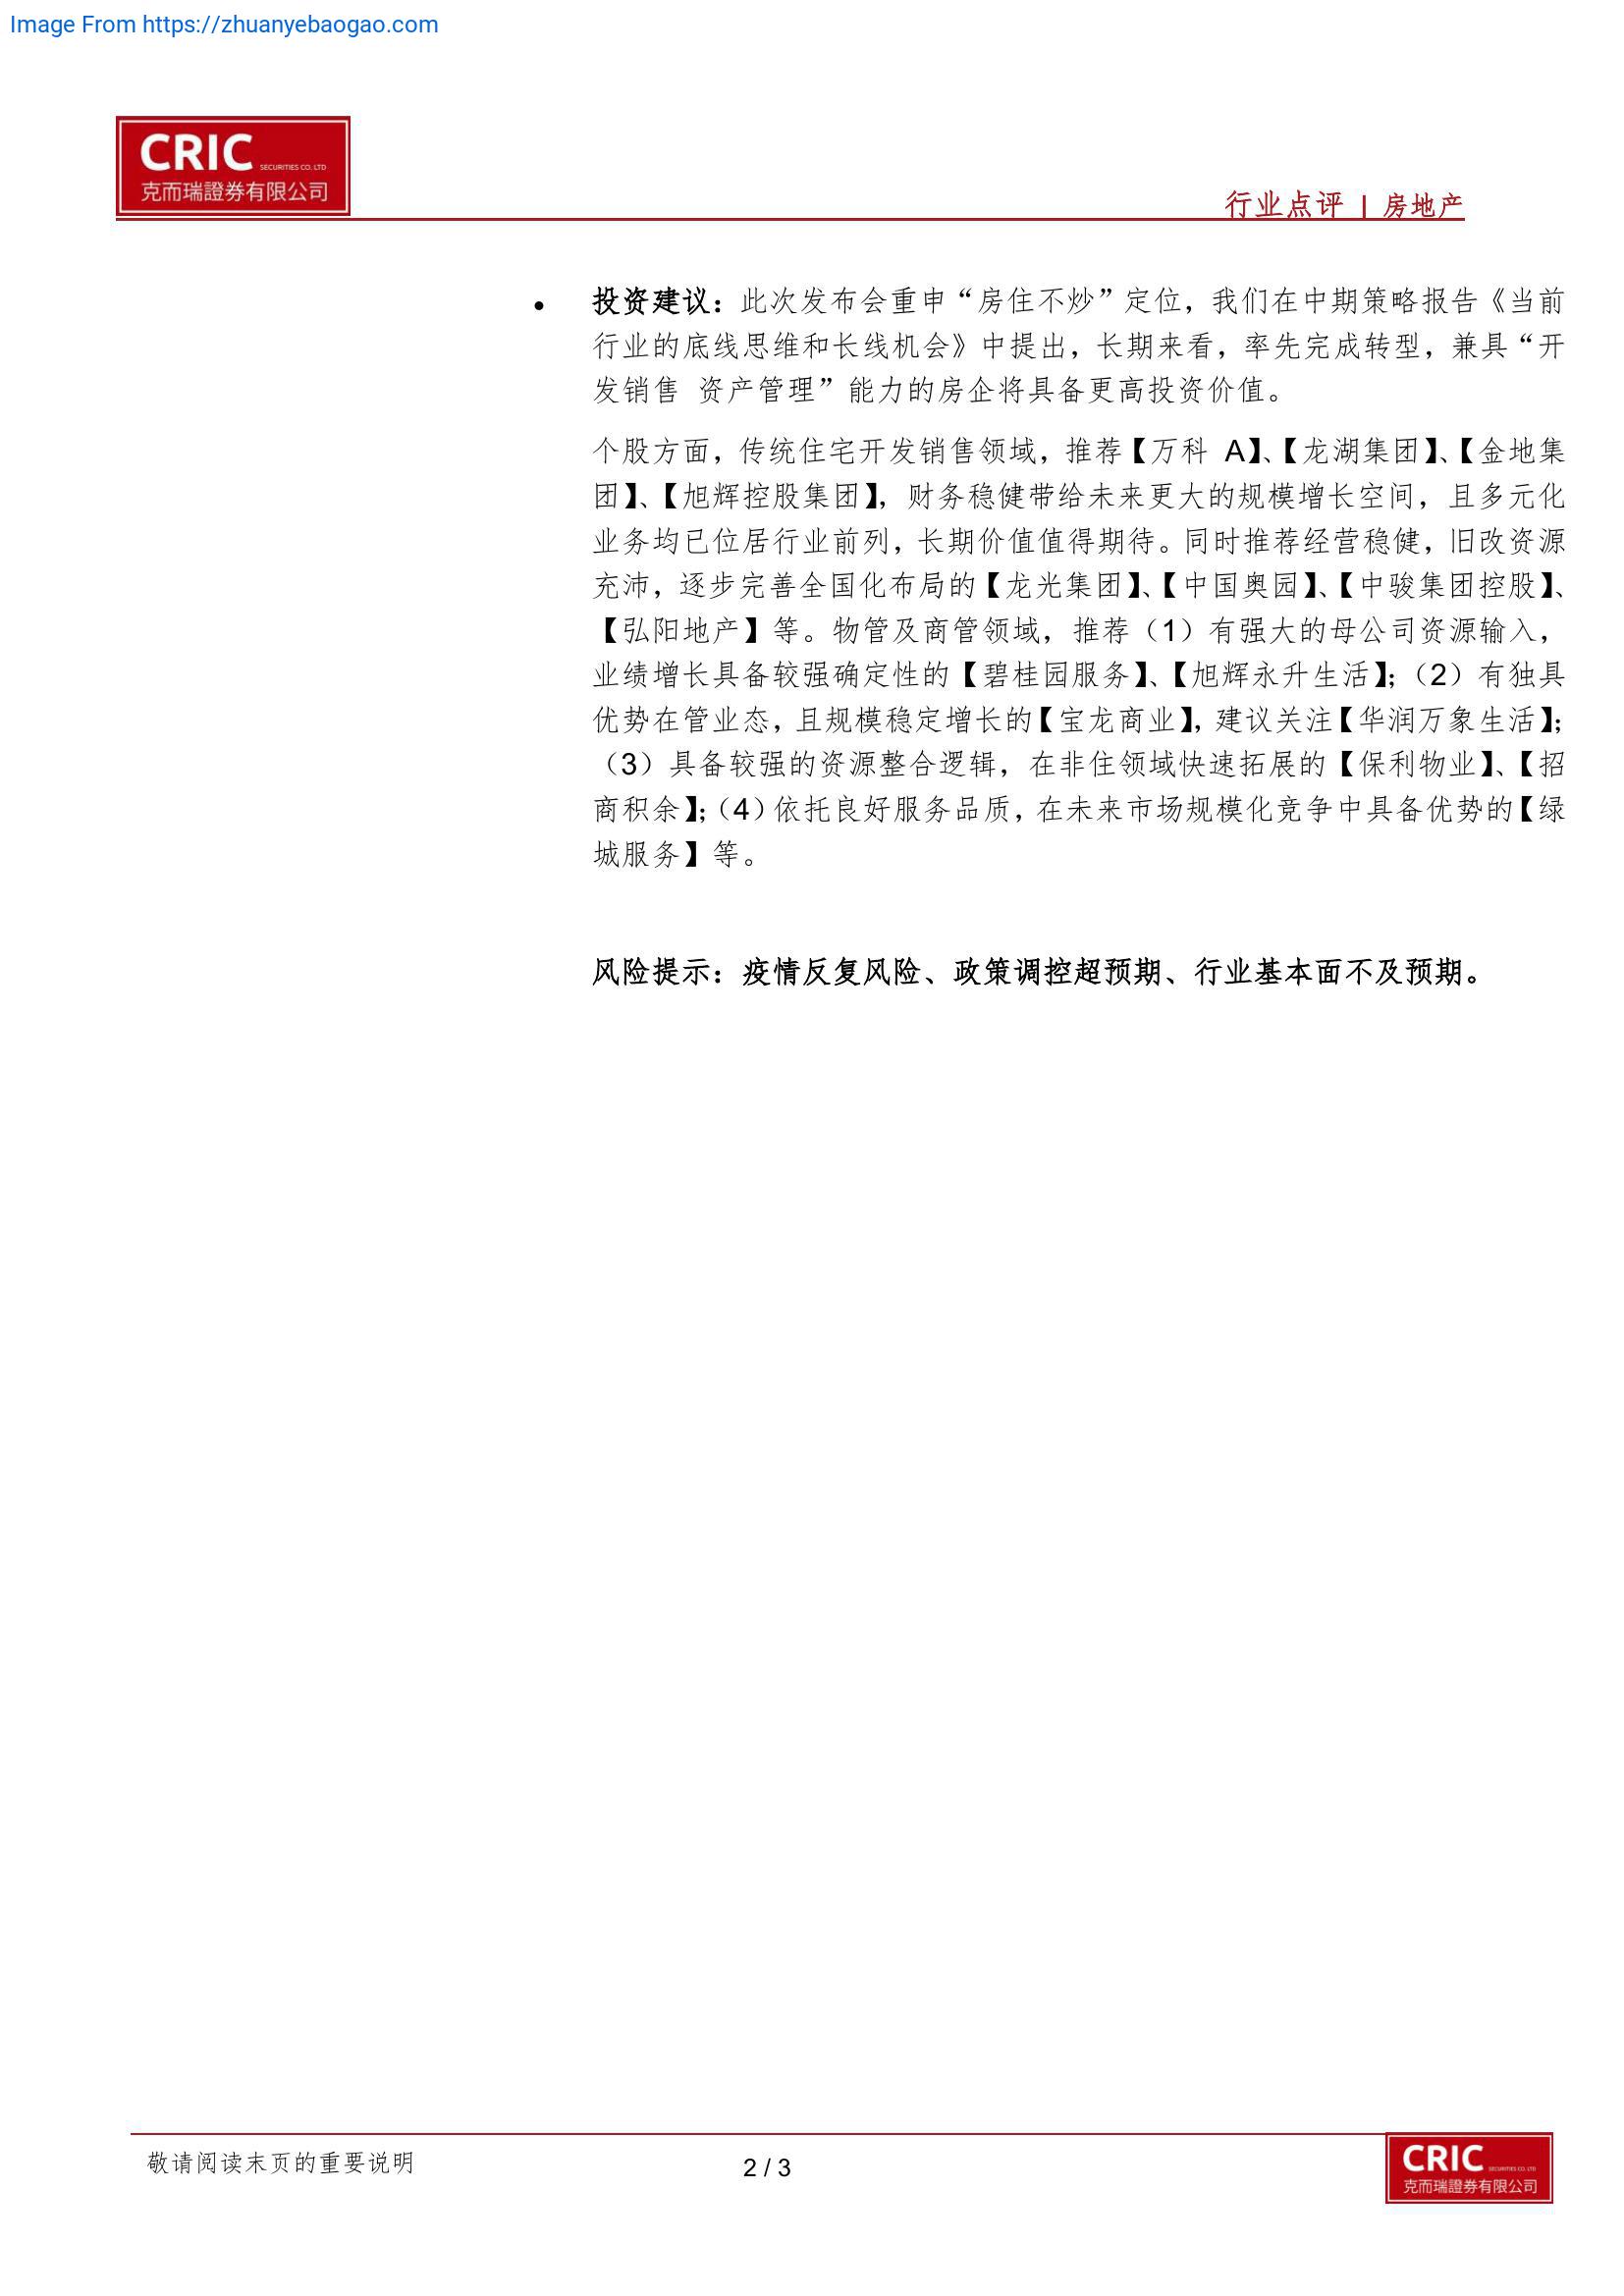 Image From https://zhuanyebaogao.com
CRIC SECURITIES CO. LTD
克而瑞證券有限公司
行业点评 | 房地产
• 投资建议：此次发布会重申“房住不炒”定位，我们在中期策略报告《当前
行业的底线思维和长线机会》中提出，长期来看，率先完成转型，兼具“开
发销售 资产管理”能力的房企将具备更高投资价值。
个股方面，传统住宅开发销售领域，推荐【万科 A】、【龙湖集团】、【金地集
团】、【旭辉控股集团】，财务稳健带给未来更大的规模增长空间，且多元化
业务均已位居行业前列，长期价值值得期待。同时推荐经营稳健，旧改资源
充沛，逐步完善全国化布局的【龙光集团】、【中国奥园】、【中骏集团控股】、
【弘阳地产】等。物管及商管领域，推荐（1）有强大的母公司资源输入，
业绩增长具备较强确定性的【碧桂园服务】、【旭辉永升生活】；（2）有独具
优势在管业态，且规模稳定增长的【宝龙商业】，建议关注【华润万象生活】；
（3）具备较强的资源整合逻辑，在非住领域快速拓展的【保利物业】、【招
商积余】；（4）依托良好服务品质，在未来市场规模化竞争中具备优势的【绿
城服务】等。
风险提示：疫情反复风险、政策调控超预期、行业基本面不及预期。
敬请阅读末页的重要说明
2 / 3
CRIC SECURITIES CO. LTD
克而瑞證券有限公司